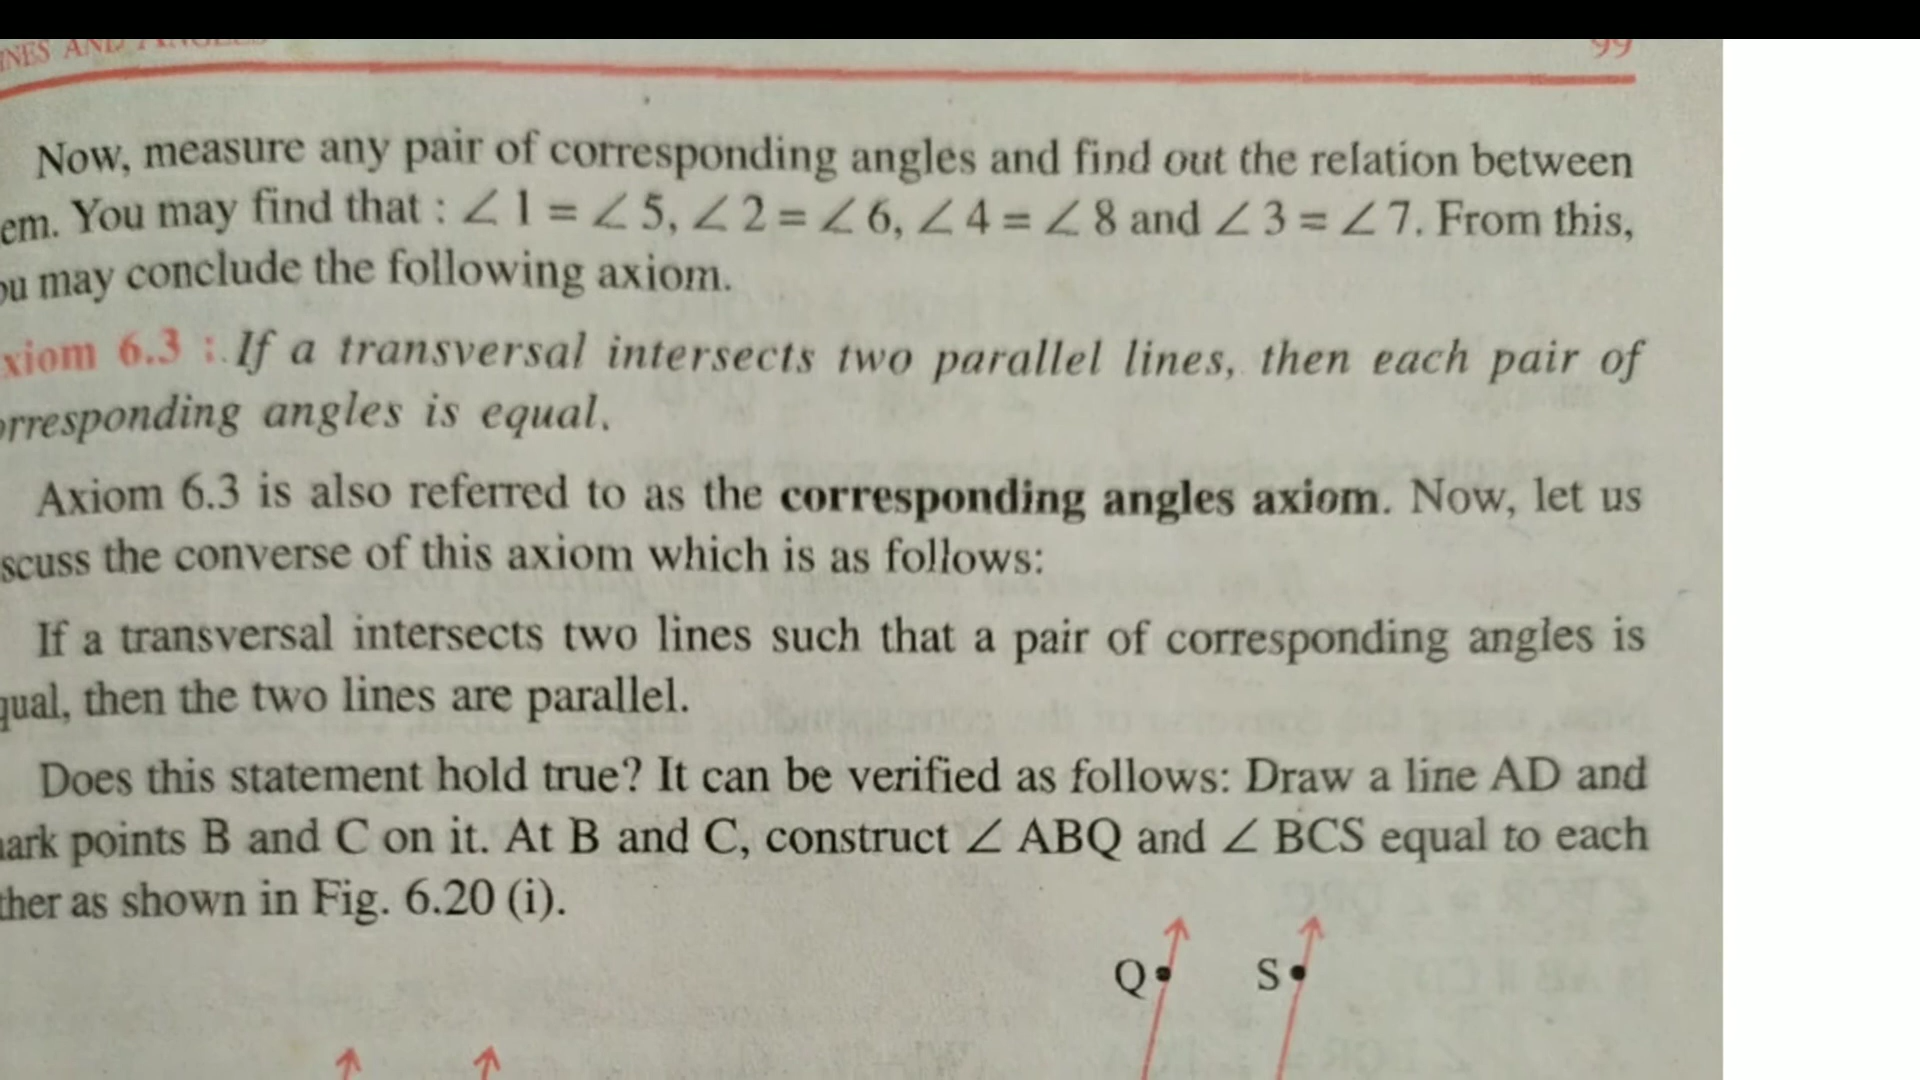 INES AND ANGLES
99
Now, measure any pair of corresponding angles and find out the relation between
em. You may find that : ∠ 1 = ∠ 5, ∠ 2 = ∠ 6, ∠ 4 = ∠ 8 and ∠ 3 = ∠ 7. From this,
ou may conclude the following axiom.
xiom 6.3 : If a transversal intersects two parallel lines, then each pair of
orresponding angles is equal.
Axiom 6.3 is also referred to as the corresponding angles axiom. Now, let us
scuss the converse of this axiom which is as follows:
If a transversal intersects two lines such that a pair of corresponding angles is
qual, then the two lines are parallel.
Does this statement hold true? It can be verified as follows: Draw a line AD and
ark points B and C on it. At B and C, construct ∠ ABQ and ∠ BCS equal to each
ther as shown in Fig. 6.20 (i).
Q S